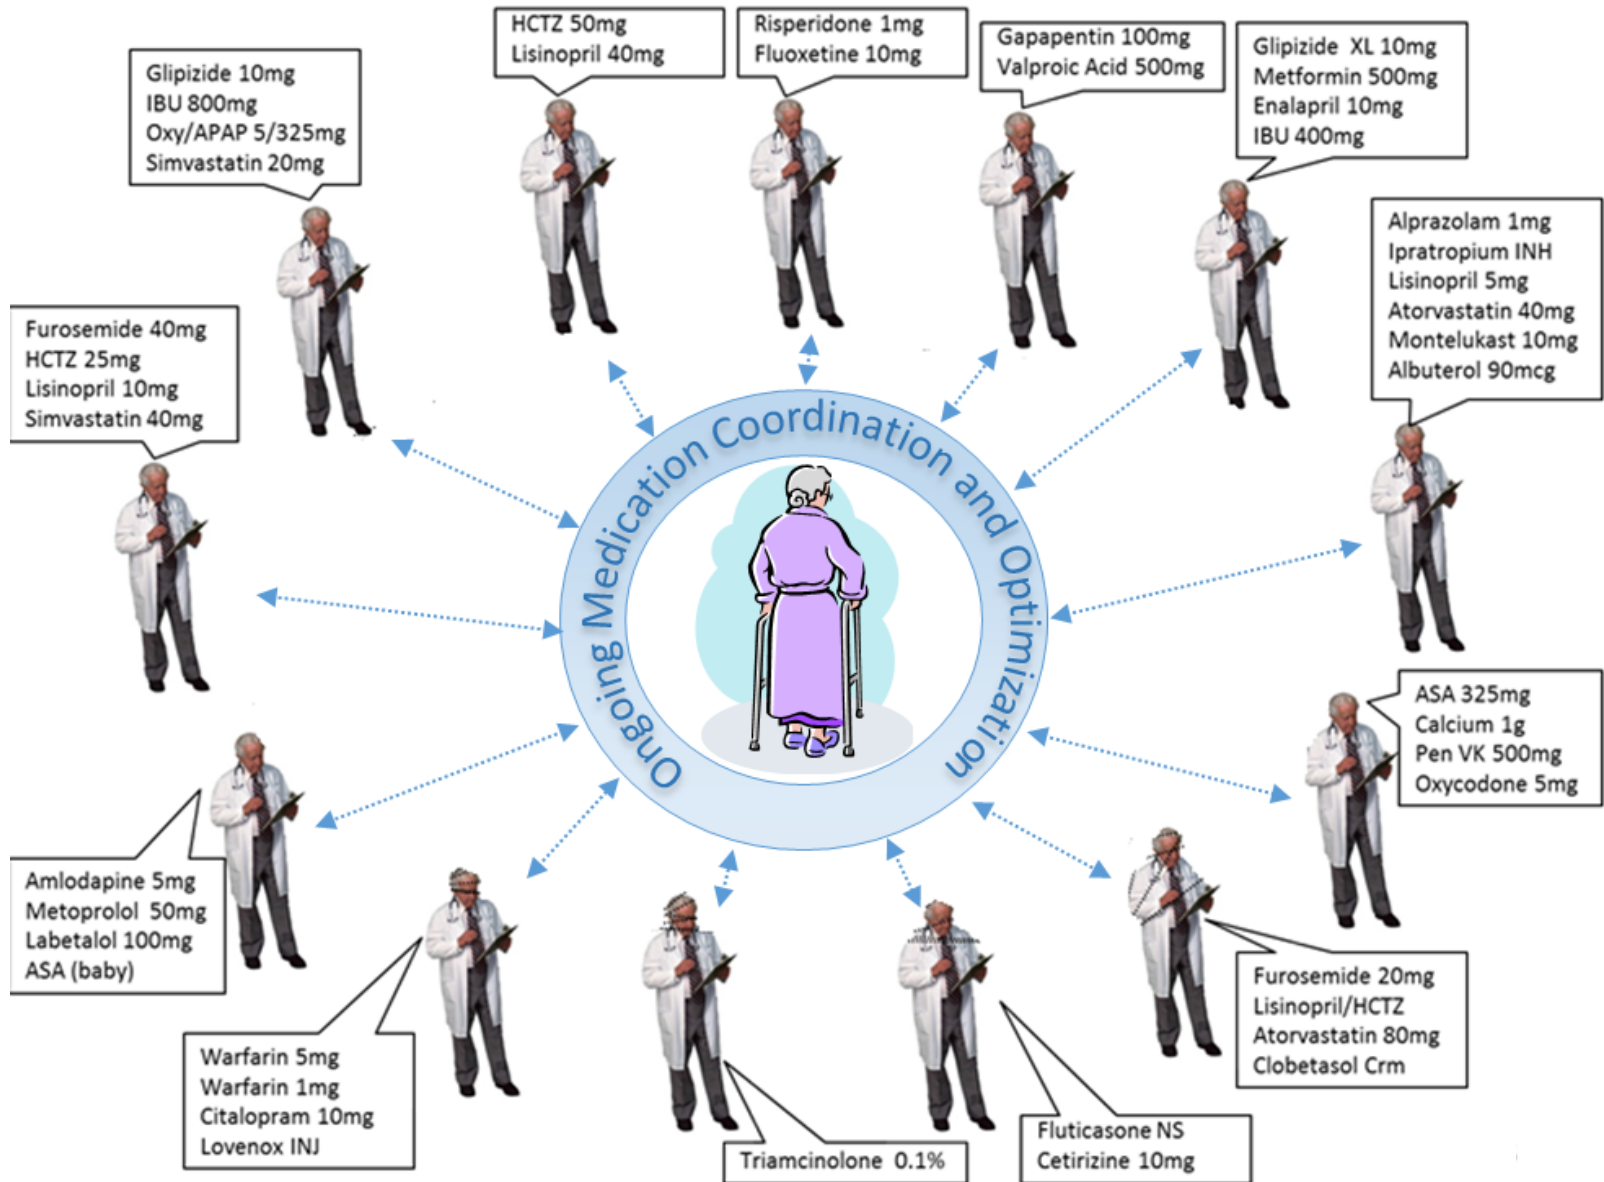 HCTZ 50mg
Lisinopril 40mg
Risperidone 1mg
Fluoxetine 10mg
Gapapentin 100mg
Valproic Acid 500mg
Glipizide XL 10mg
Metformin 500mg
Enalapril 10mg
IBU 400mg
Glipizide 10mg
IBU 800mg
Oxy/APAP 5/325mg
Simvastatin 20mg
Alprazolam 1mg
Ipratropium INH
Lisinopril 5mg
Atorvastatin 40mg
Montelukast 10mg
Albuterol 90mcg
Furosemide 40mg
HCTZ 25mg
Lisinopril 10mg
Simvastatin 40mg
Ongoing Medication Coordination and Optimization
ASA 325mg
Calcium 1g
Pen VK 500mg
Oxycodone 5mg
Amlodapine 5mg
Metoprolol 50mg
Labetalol 100mg
ASA (baby)
Furosemide 20mg
Lisinopril/HCTZ
Atorvastatin 80mg
Clobetasol Crm
Warfarin 5mg
Warfarin 1mg
Citalopram 10mg
Lovenox INJ
Triamcinolone 0.1%
Fluticasone NS
Cetirizine 10mg